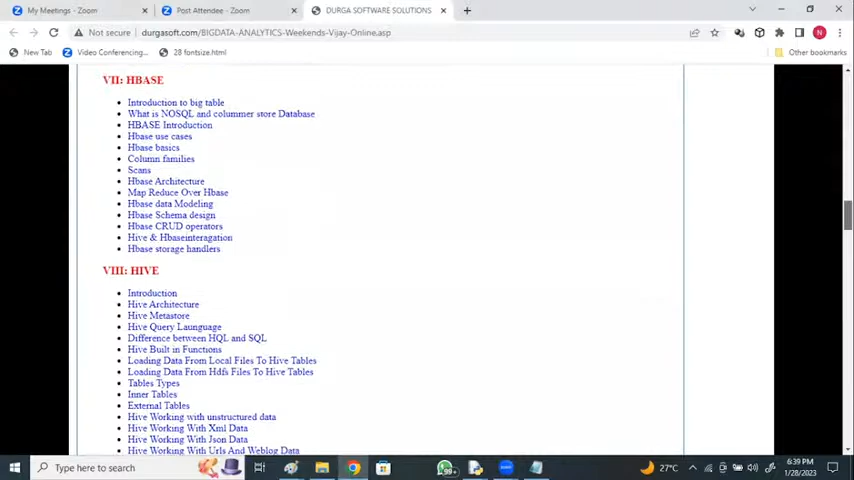 My Meetings - Zoom
Post Attendee - Zoom
DURGA SOFTWARE SOLUTIONS
Not secure
durgasoft.com/BIGDATA-ANALYTICS-Weekends-Vijay-Online.asp
N
New Tab
Video Conferencing...
28 fontsize.html
Other bookmarks
VII: HBASE
Introduction to big table
What is NOSQL and colummer store Database
HBASE Introduction
Hbase use cases
Hbase basics
Column families
Scans
Hbase Architecture
Map Reduce Over Hbase
Hbase data Modeling
Hbase Schema design
Hbase CRUD operators
Hive & Hbaseinteragation
Hbase storage handlers
VIII: HIVE
Introduction
Hive Architecture
Hive Metastore
Hive Query Launguage
Difference between HQL and SQL
Hive Built in Functions
Loading Data From Local Files To Hive Tables
Loading Data From Hdfs Files To Hive Tables
Tables Types
Inner Tables
External Tables
Hive Working with unstructured data
Hive Working With Xml Data
Hive Working With Json Data
Hive Working With Urls And Weblog Data
Type here to search
99+
27°C
6:39 PM
1/28/2023